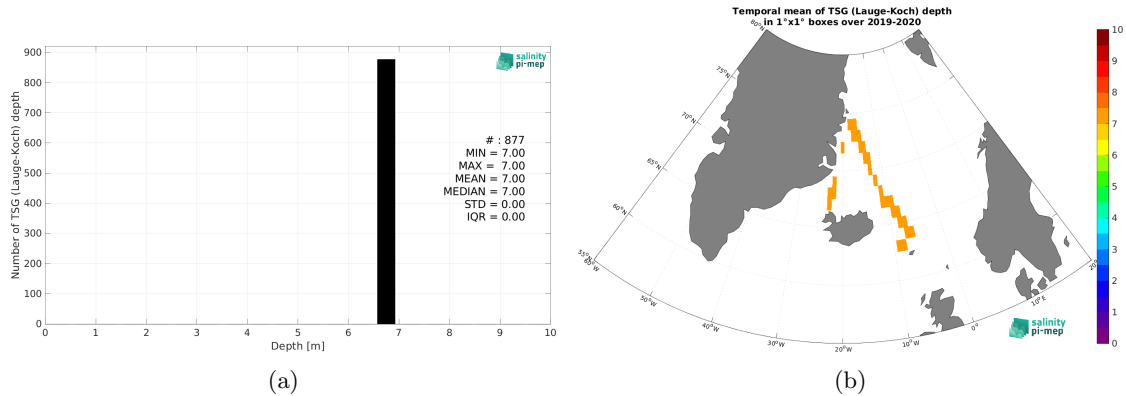 Number of TSG (Lauge-Koch) depth
900
800
700
600
500
400
300
200
100
0
0 1 2 3 4 5 6 7 8 9 10
Depth [m]
salinity
pi-mep
# : 877
MIN = 7.00
MAX = 7.00
MEAN = 7.00
MEDIAN = 7.00
STD = 0.00
IQR = 0.00
(a)
Temporal mean of TSG (Lauge-Koch) depth
in 1°x1° boxes over 2019-2020
80°N
75°N
70°N
65°N
60°N
55°N
60°W
50°W
40°W
30°W
20°W
10°W
0°
10°E
salinity
pi-mep
10
9
8
7
6
5
4
3
2
1
0
(b)